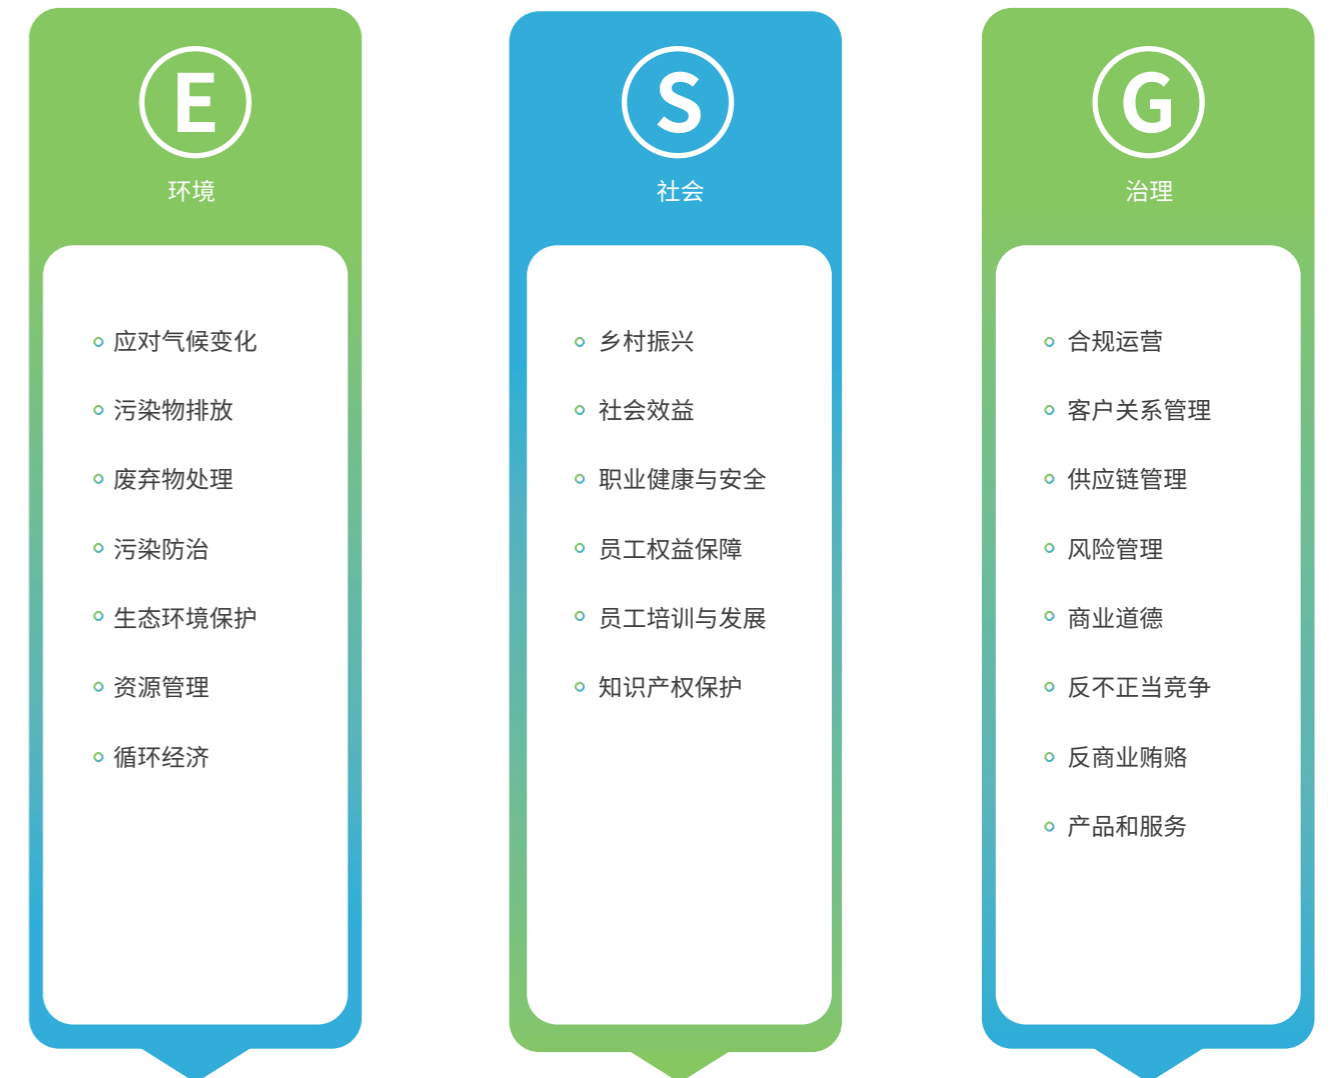 E
环境
应对气候变化
污染物排放
废弃物处理
污染防治
生态环境保护
资源管理
循环经济
S
社会
乡村振兴
社会效益
职业健康与安全
员工权益保障
员工培训与发展
知识产权保护
G
治理
合规运营
客户关系管理
供应链管理
风险管理
商业道德
反不正当竞争
反商业贿赂
产品和服务